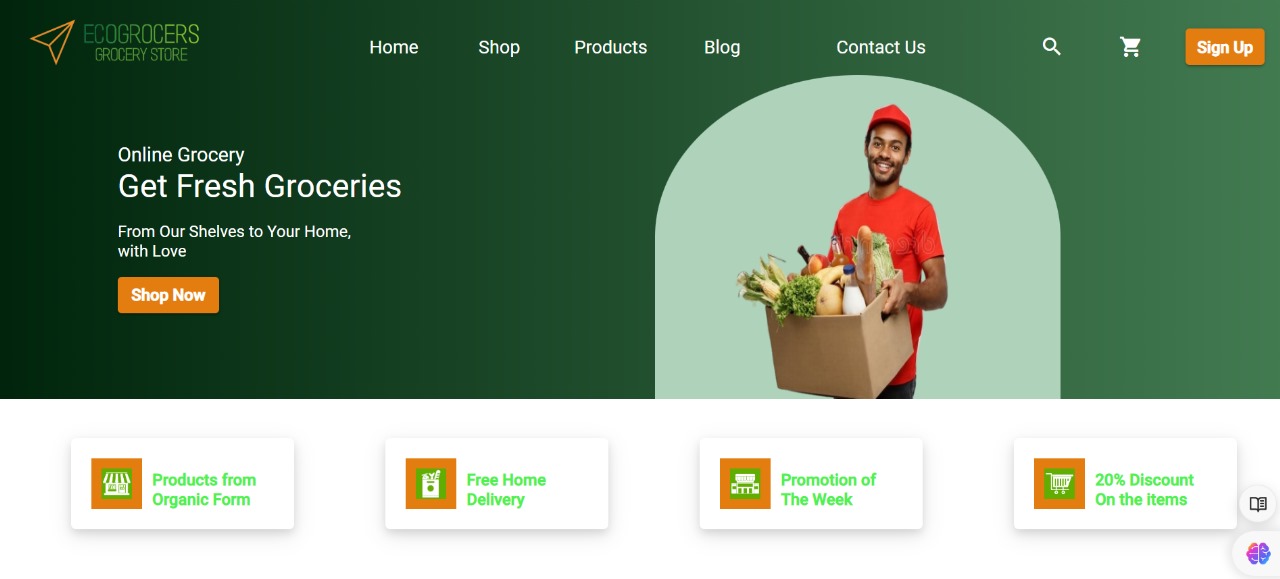 ECOGROCERS
GROCERY STORE
Home
Shop
Products
Blog
Contact Us
Sign Up
Online Grocery
Get Fresh Groceries
From Our Shelves to Your Home,
with Love
Shop Now
Products from
Organic Form
Free Home
Delivery
Promotion of
The Week
20% Discount
On the items